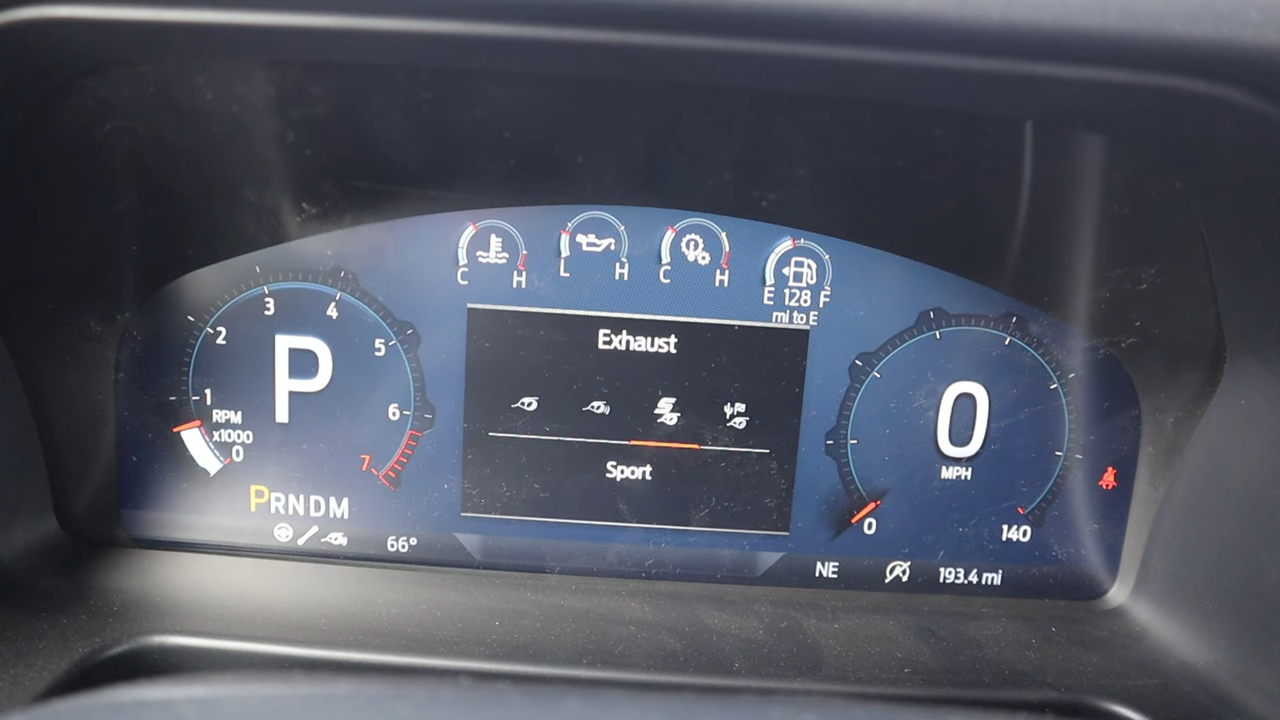 C H
L H
C H
E 128 F
mi to E
Exhaust
Sport
1
2
3
4
5
6
7
P
RPM
x1000
0
PRNDM
66°
0
MPH
0
140
NE
193.4 mi